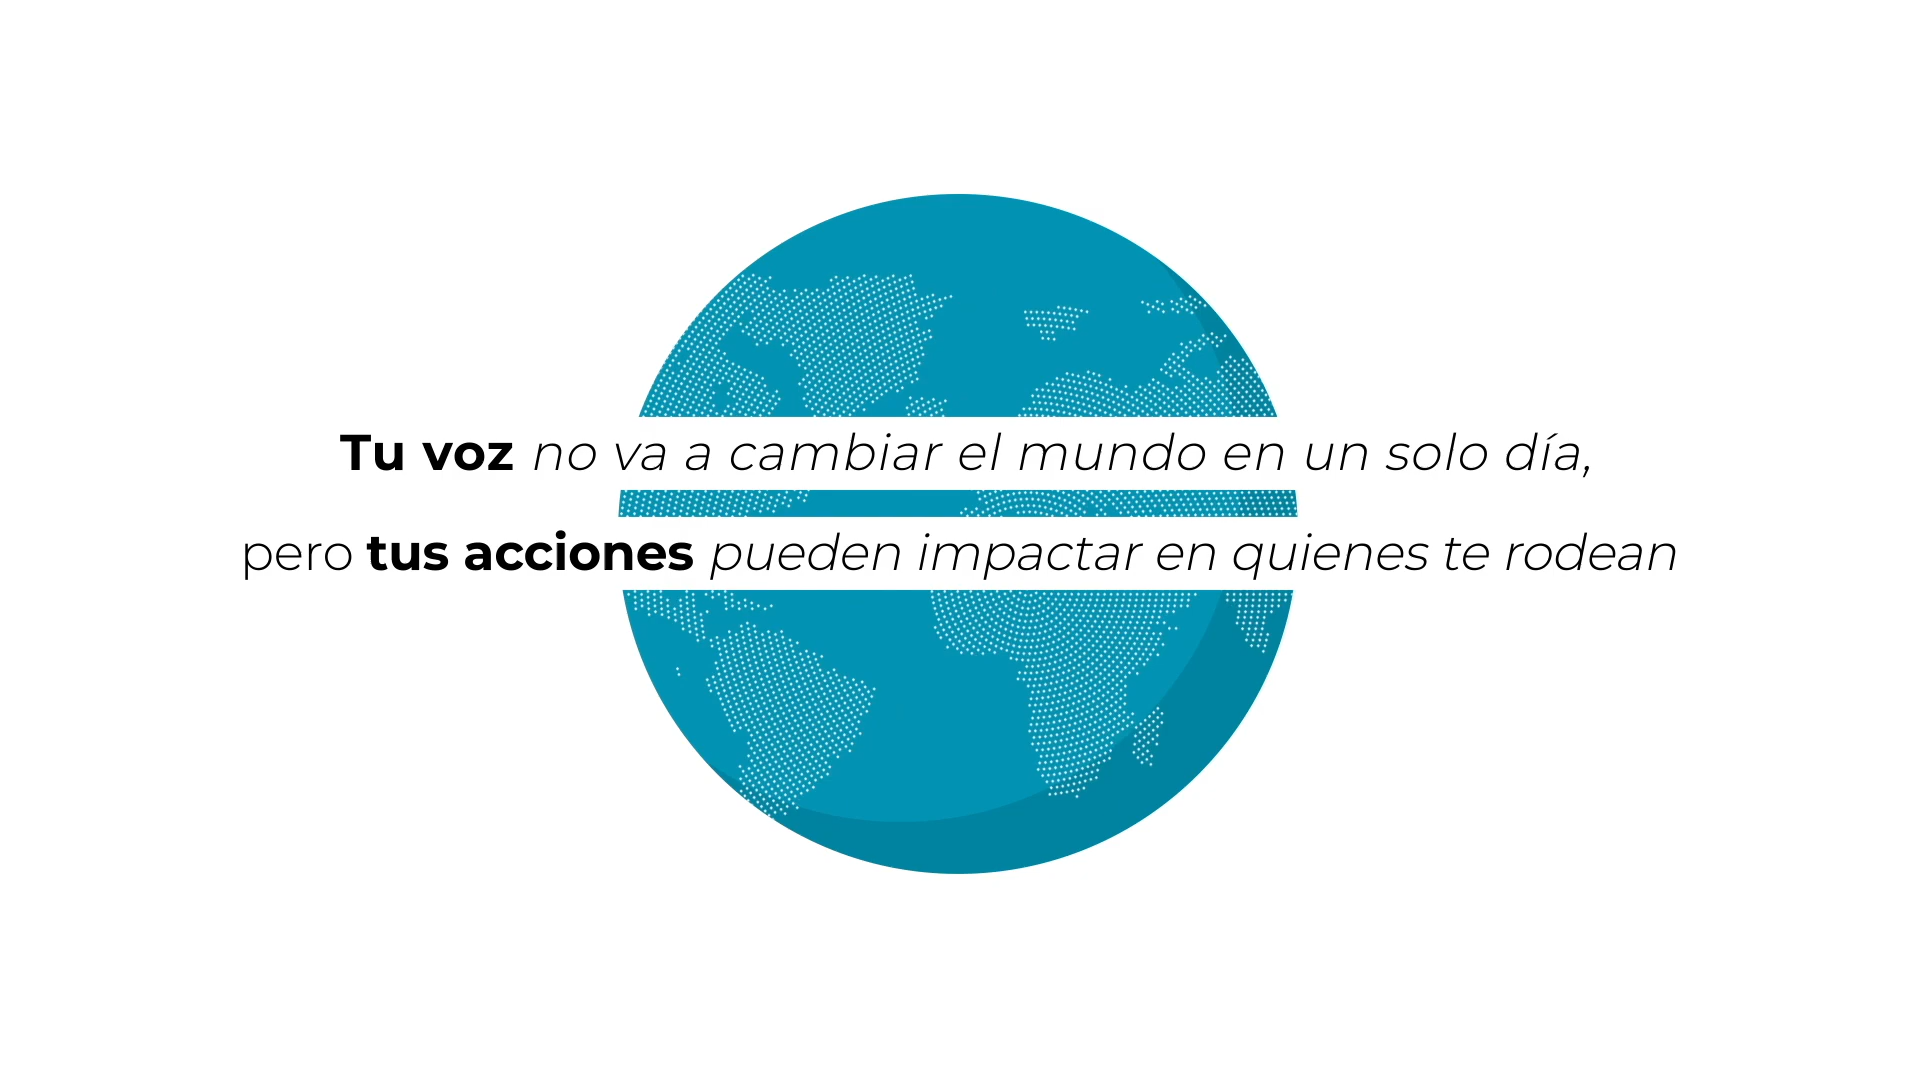 Tu voz no va a cambiar el mundo en un solo día,
pero tus acciones pueden impactar en quienes te rodean